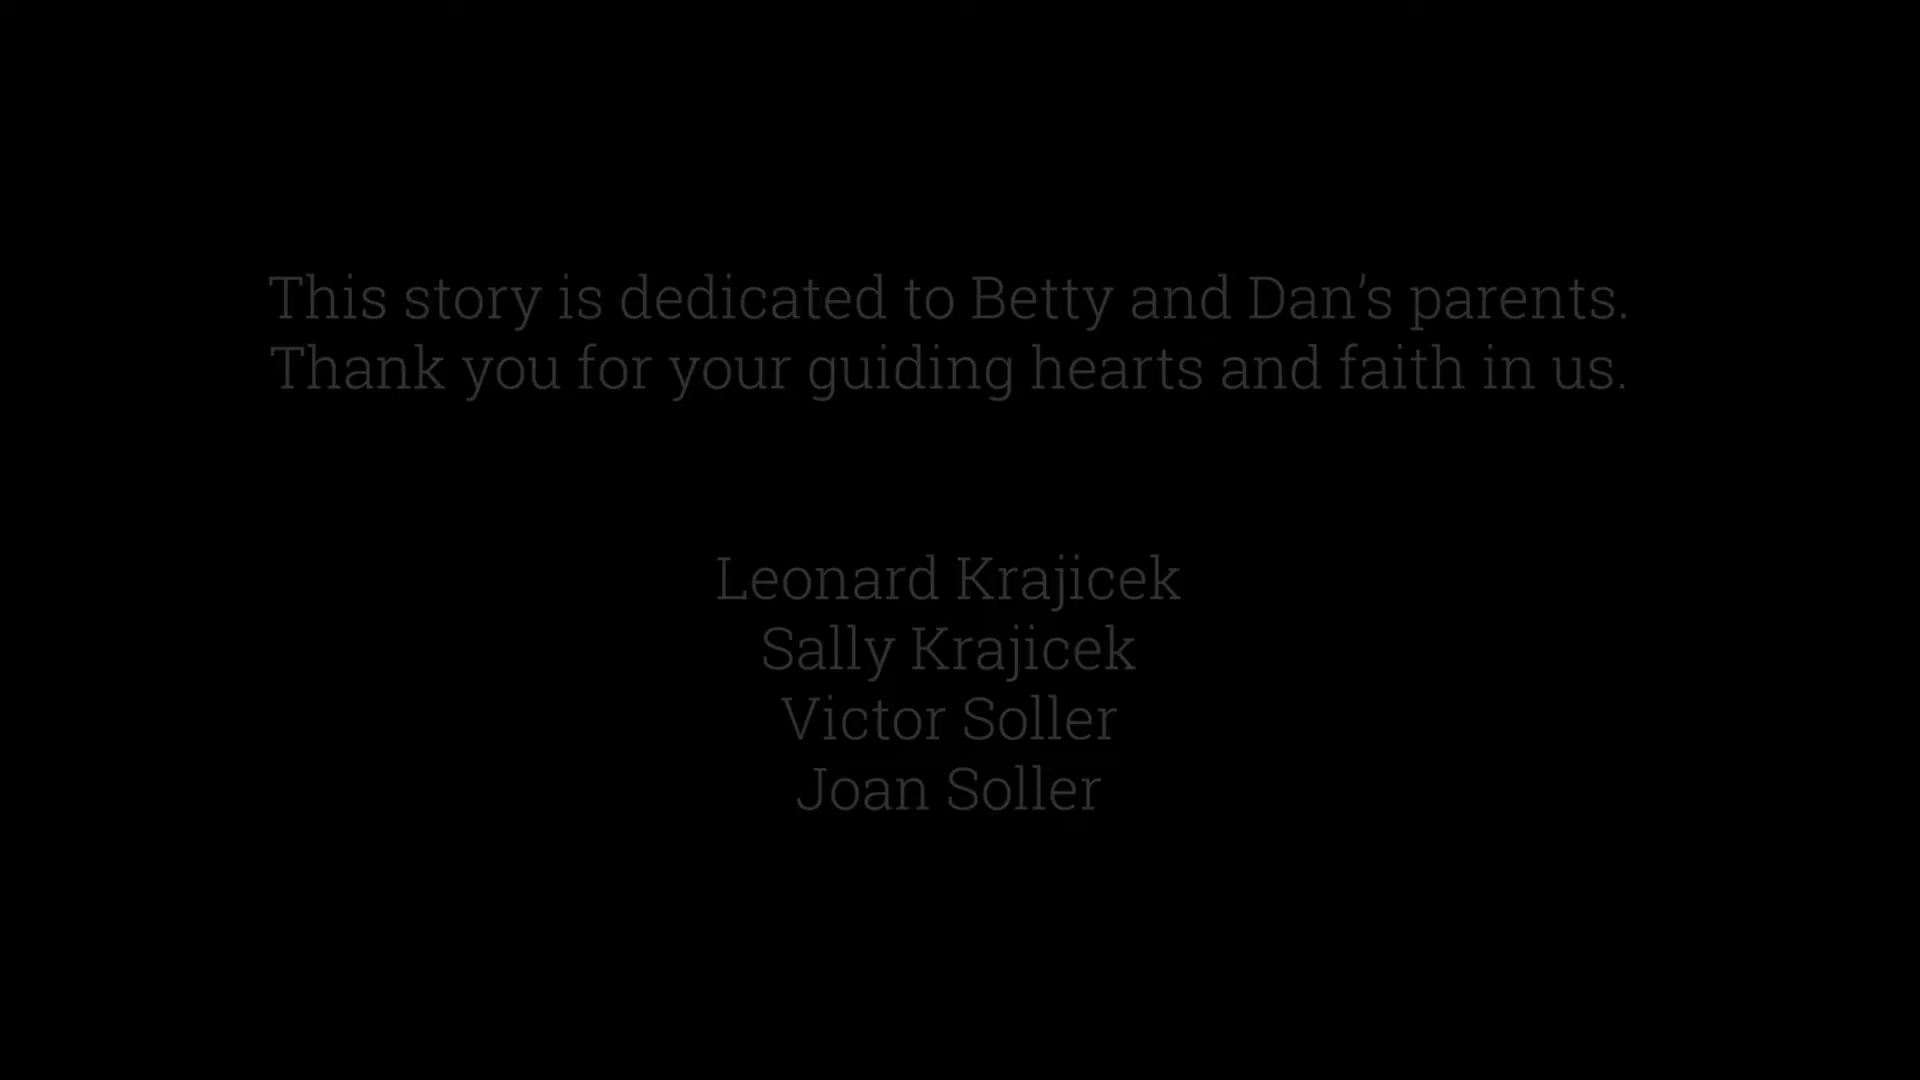 This story is dedicated to Betty and Dan’s parents.
Thank you for your guiding hearts and faith in us.
Leonard Krajicek
Sally Krajicek
Victor Soller
Joan Soller